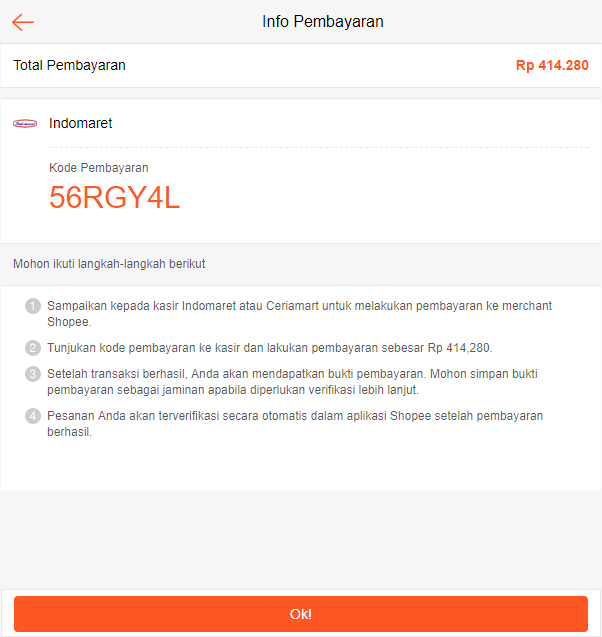 Info Pembayaran
Total Pembayaran Rp 414.280
Indomaret
Kode Pembayaran
56RGY4L
Mohon ikuti langkah-langkah berikut
1 Sampaikan kepada kasir Indomaret atau Ceriamart untuk melakukan pembayaran ke merchant
Shopee.
2 Tunjukan kode pembayaran ke kasir dan lakukan pembayaran sebesar Rp 414,280.
3 Setelah transaksi berhasil, Anda akan mendapatkan bukti pembayaran. Mohon simpan bukti
pembayaran sebagai jaminan apabila diperlukan verifikasi lebih lanjut.
4 Pesanan Anda akan terverifikasi secara otomatis dalam aplikasi Shopee setelah pembayaran
berhasil.
Ok!